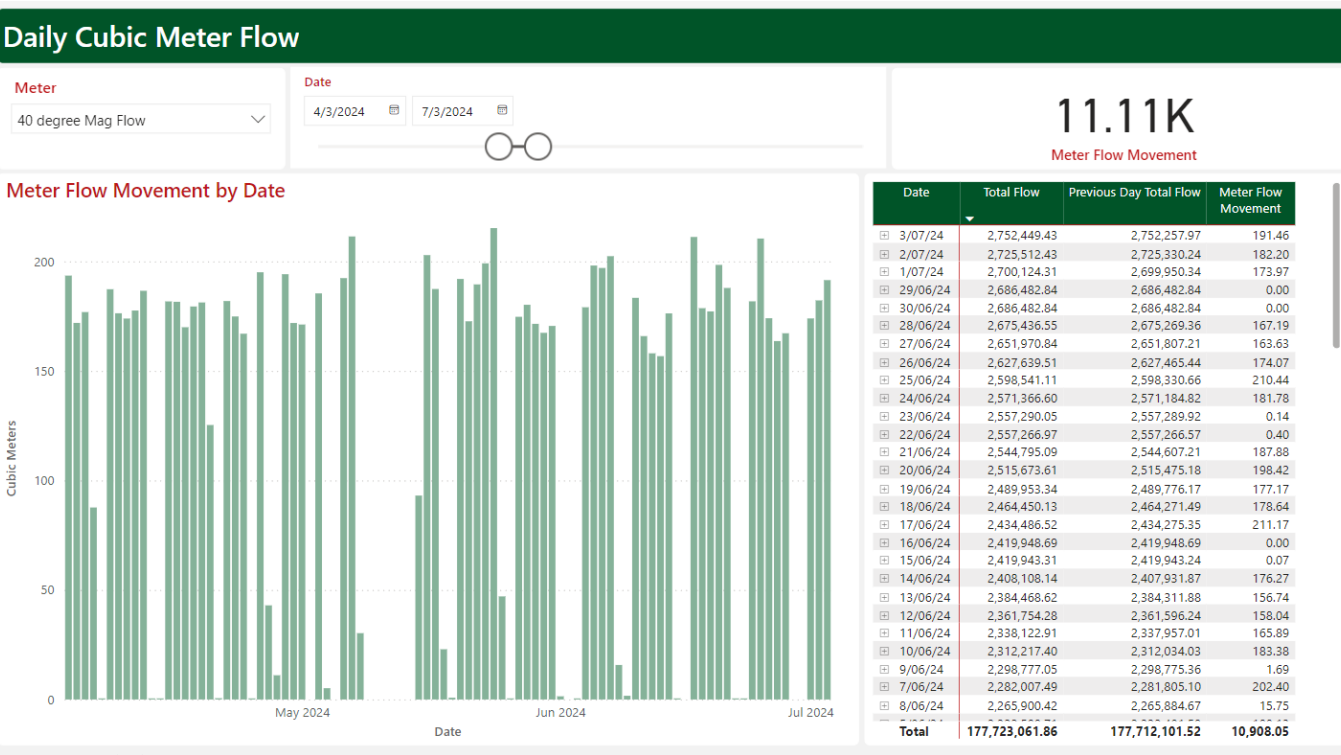 Daily Cubic Meter Flow
Meter
40 degree Mag Flow
Date
4/3/2024
7/3/2024
11.11K
Meter Flow Movement
Meter Flow Movement by Date
Cubic Meters
200
150
100
50
0
May 2024
Jun 2024
Jul 2024
Date
Date Total Flow Previous Day Total Flow Meter Flow Movement
3/07/24 2,752,449.43 2,752,257.97 191.46
2/07/24 2,725,512.43 2,725,330.24 182.20
1/07/24 2,700,124.31 2,699,950.34 173.97
29/06/24 2,686,482.84 2,686,482.84 0.00
30/06/24 2,686,482.84 2,686,482.84 0.00
28/06/24 2,675,436.55 2,675,269.36 167.19
27/06/24 2,651,970.84 2,651,807.21 163.63
26/06/24 2,627,639.51 2,627,465.44 174.07
25/06/24 2,598,541.11 2,598,330.66 210.44
24/06/24 2,571,366.60 2,571,184.82 181.78
23/06/24 2,557,290.05 2,557,289.92 0.14
22/06/24 2,557,266.97 2,557,266.57 0.40
21/06/24 2,544,795.09 2,544,607.21 187.88
20/06/24 2,515,673.61 2,515,475.18 198.42
19/06/24 2,489,953.34 2,489,776.17 177.17
18/06/24 2,464,450.13 2,464,271.49 178.64
17/06/24 2,434,486.52 2,434,275.35 211.17
16/06/24 2,419,948.69 2,419,948.69 0.00
15/06/24 2,419,943.31 2,419,943.24 0.07
14/06/24 2,408,108.14 2,407,931.87 176.27
13/06/24 2,384,468.62 2,384,311.88 156.74
12/06/24 2,361,754.28 2,361,596.24 158.04
11/06/24 2,338,122.91 2,337,957.01 165.89
10/06/24 2,312,217.40 2,312,034.03 183.38
9/06/24 2,298,777.05 2,298,775.36 1.69
7/06/24 2,282,007.49 2,281,805.10 202.40
8/06/24 2,265,900.42 2,265,884.67 15.75
Total 177,723,061.86 177,712,101.52 10,908.05